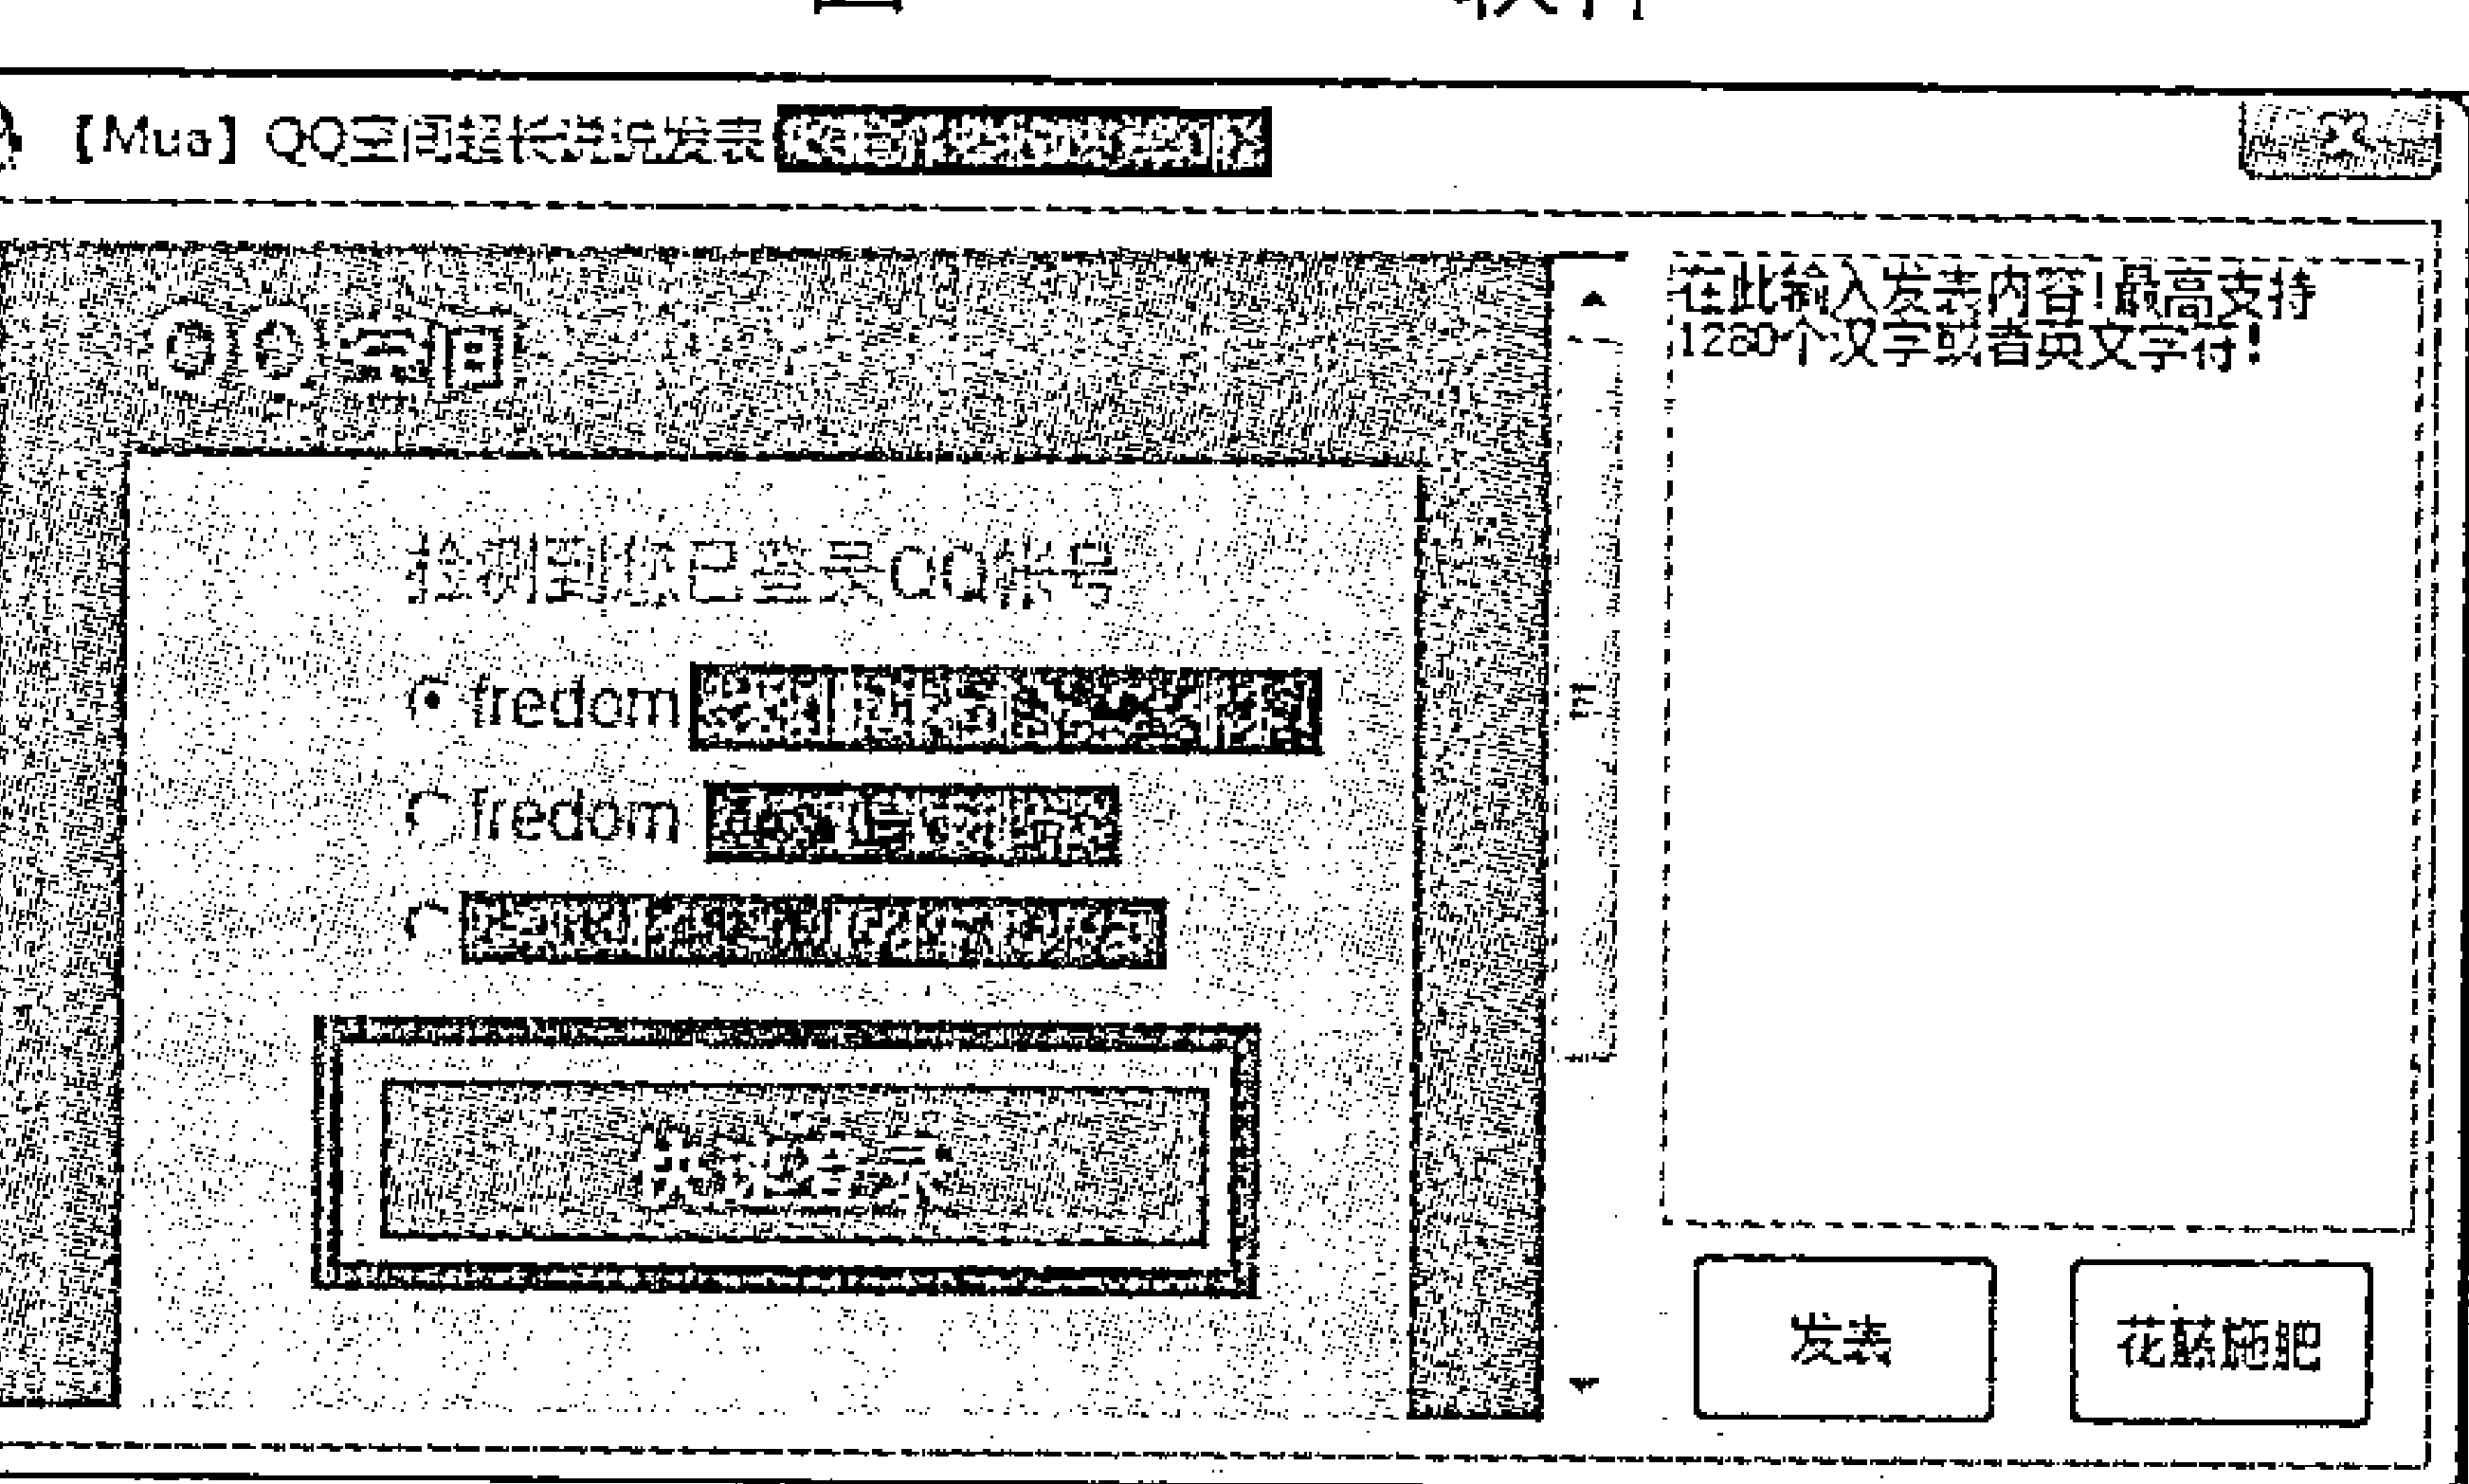 【Mua】QQ空间超长说说发表
QQ空间
在此输入发表内容!最高支持
1280个汉字或者英文字符!
检测到您已登录QQ帐号
fredom
fredom
快速登录
发表
花藤施肥